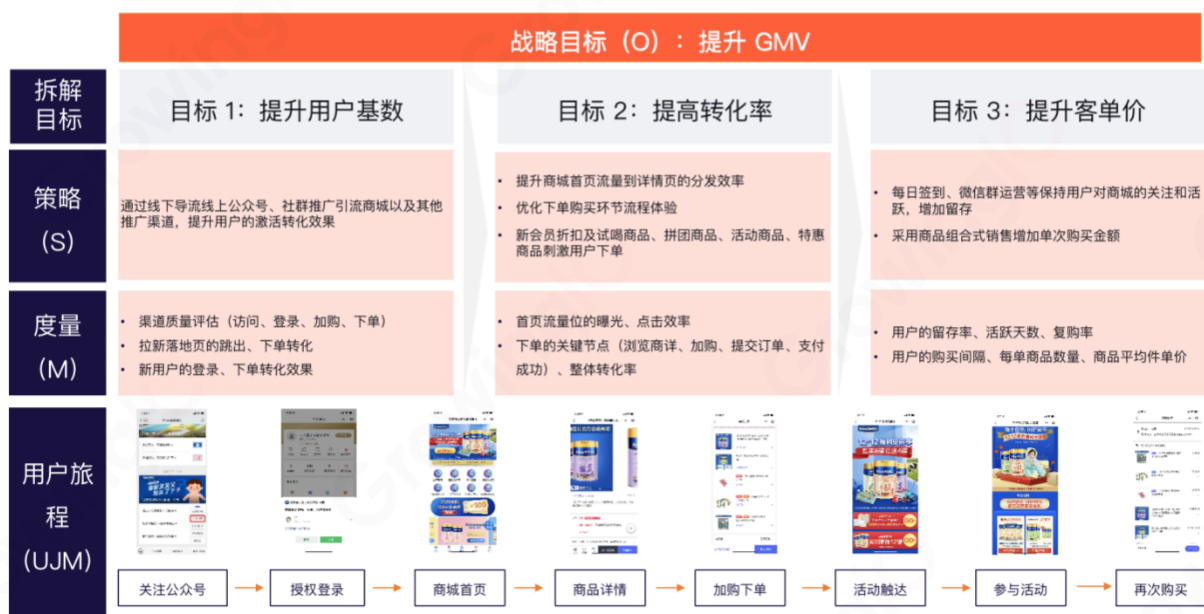 战略目标（O）：提升 GMV
拆解
目标
目标 1：提升用户基数
目标 2：提高转化率
目标 3：提升客单价
策略
(S)
通过线下导流线上公众号、社群推广引流商城以及其他
推广渠道，提升用户的激活转化效果
• 提升商城首页流量到详情页的分发效率
• 优化下单购买环节流程体验
• 新会员折扣及试喝商品、拼团商品、活动商品、特惠
商品刺激用户下单
• 每日签到、微信群运营等保持用户对商城的关注和活
跃，增加留存
• 采用商品组合式销售增加单次购买金额
度量
(M)
• 渠道质量评估（访问、登录、加购、下单）
• 拉新落地页的跳出、下单转化
• 新用户的登录、下单转化效果
• 首页流量位的曝光、点击效率
• 下单的关键节点（浏览商详、加购、提交订单、支付
成功）、整体转化率
• 用户的留存率、活跃天数、复购率
• 用户的购买间隔、每单商品数量、商品平均件单价
用户旅
程
(UJM)
关注公众号
授权登录
商城首页
商品详情
加购下单
活动触达
参与活动
再次购买